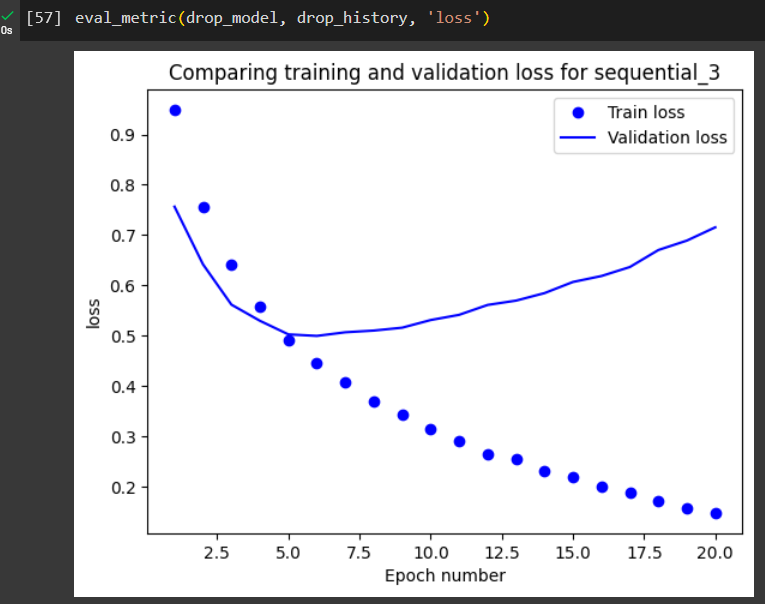 [57] eval_metric(drop_model, drop_history, 'loss')
0s
Comparing training and validation loss for sequential_3
Train loss
Validation loss
0.9
0.8
0.7
0.6
0.5
0.4
0.3
0.2
loss
2.5 5.0 7.5 10.0 12.5 15.0 17.5 20.0
Epoch number